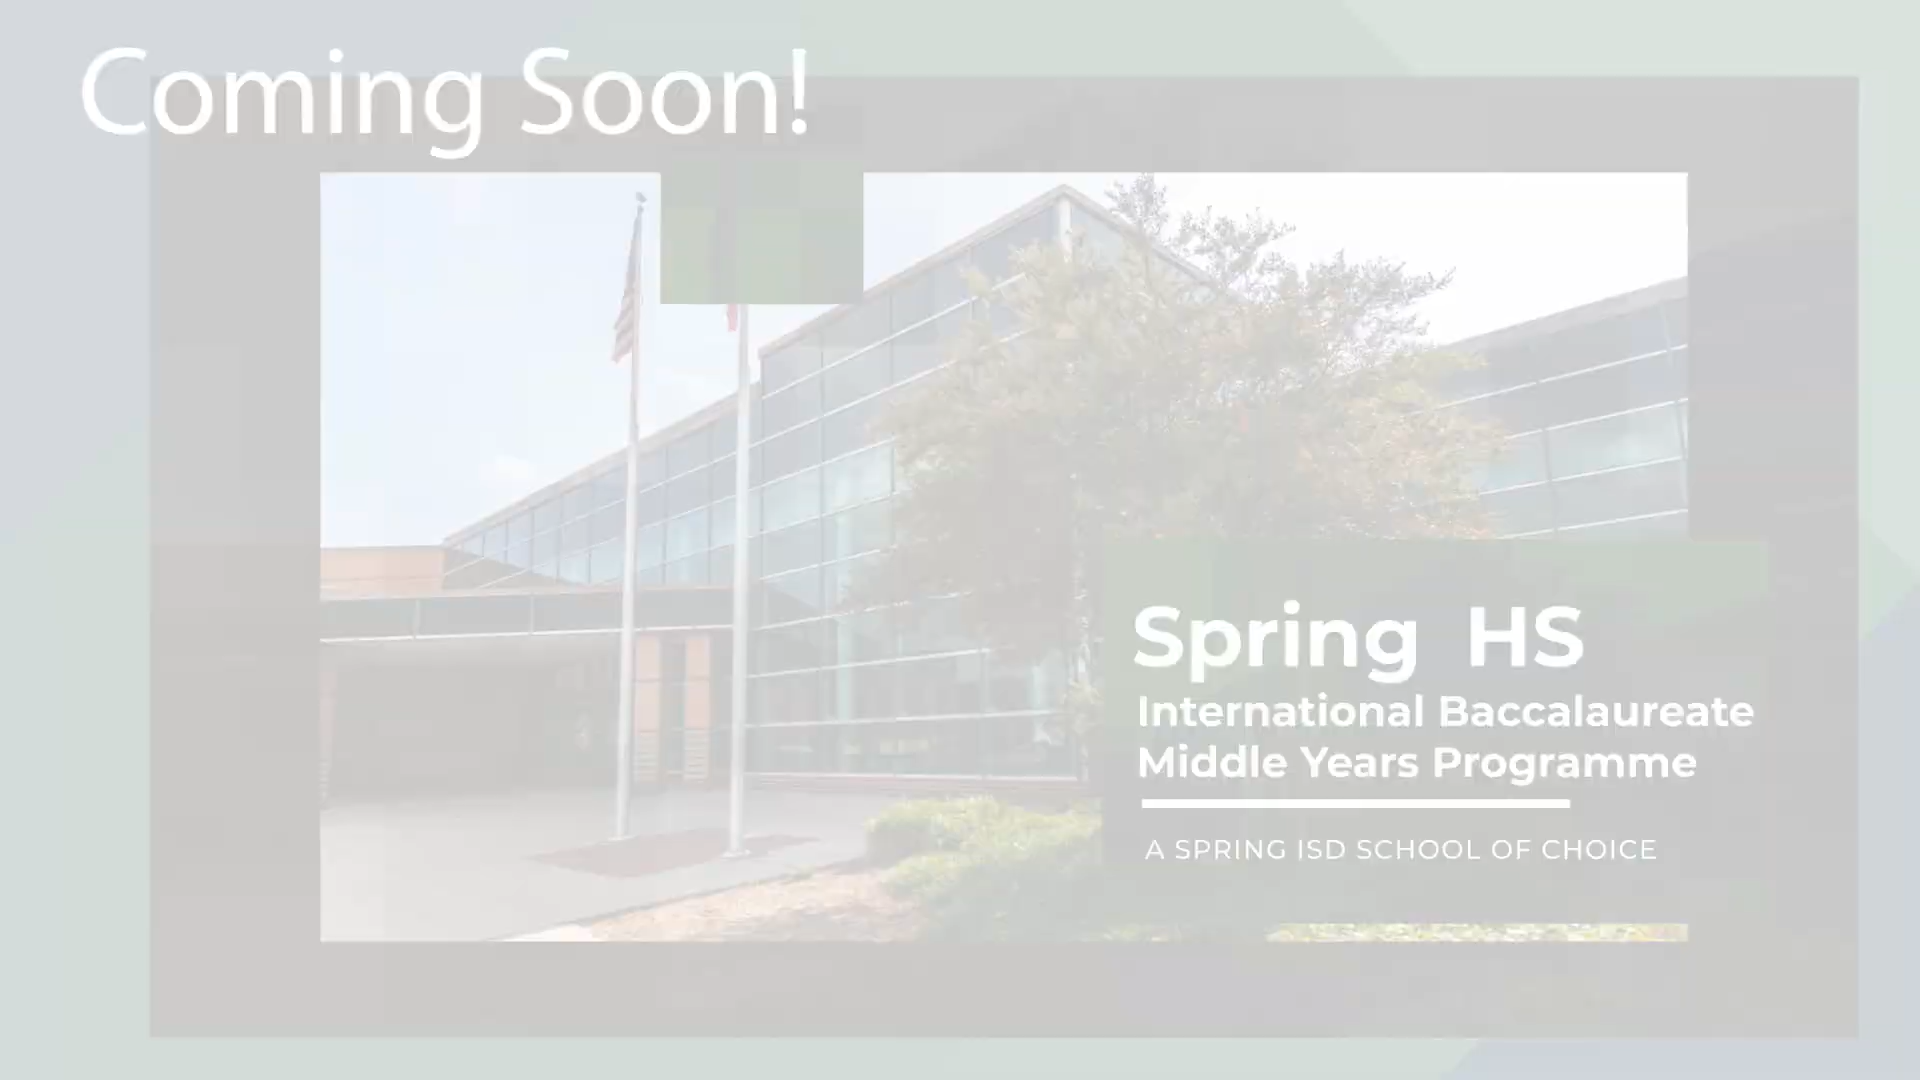 Coming Soon!
Spring HS
International Baccalaureate
Middle Years Programme
A SPRING ISD SCHOOL OF CHOICE